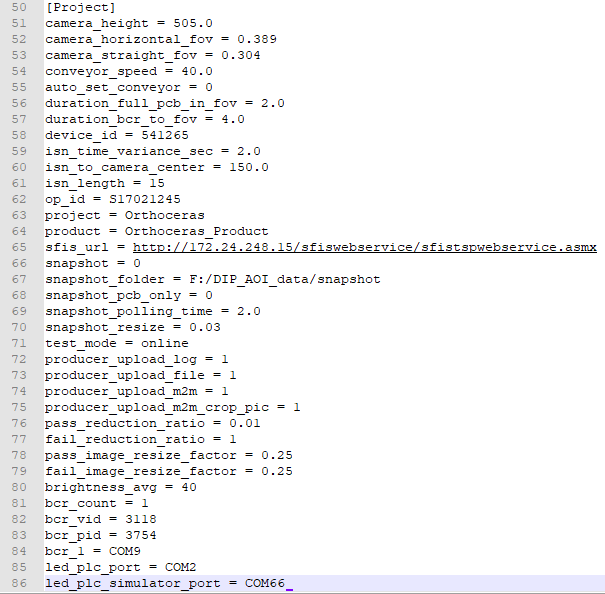 50 [Project]
51 camera_height = 505.0
52 camera_horizontal_fov = 0.389
53 camera_straight_fov = 0.304
54 conveyor_speed = 40.0
55 auto_set_conveyor = 0
56 duration_full_pcb_in_fov = 2.0
57 duration_bcr_to_fov = 4.0
58 device_id = 541265
59 isn_time_variance_sec = 2.0
60 isn_to_camera_center = 150.0
61 isn_length = 15
62 op_id = S17021245
63 project = Orthoceras
64 product = Orthoceras_Product
65 sfis_url = http://172.24.248.15/sfiswebservice/sfistspwebservice.asmx
66 snapshot = 0
67 snapshot_folder = F:/DIP_AOI_data/snapshot
68 snapshot_pcb_only = 0
69 snapshot_polling_time = 2.0
70 snapshot_resize = 0.03
71 test_mode = online
72 producer_upload_log = 1
73 producer_upload_file = 1
74 producer_upload_m2m = 1
75 producer_upload_m2m_crop_pic = 1
76 pass_reduction_ratio = 0.01
77 fail_reduction_ratio = 1
78 pass_image_resize_factor = 0.25
79 fail_image_resize_factor = 0.25
80 brightness_avg = 40
81 bcr_count = 1
82 bcr_vid = 3118
83 bcr_pid = 3754
84 bcr_1 = COM9
85 led_plc_port = COM2
86 led_plc_simulator_port = COM66